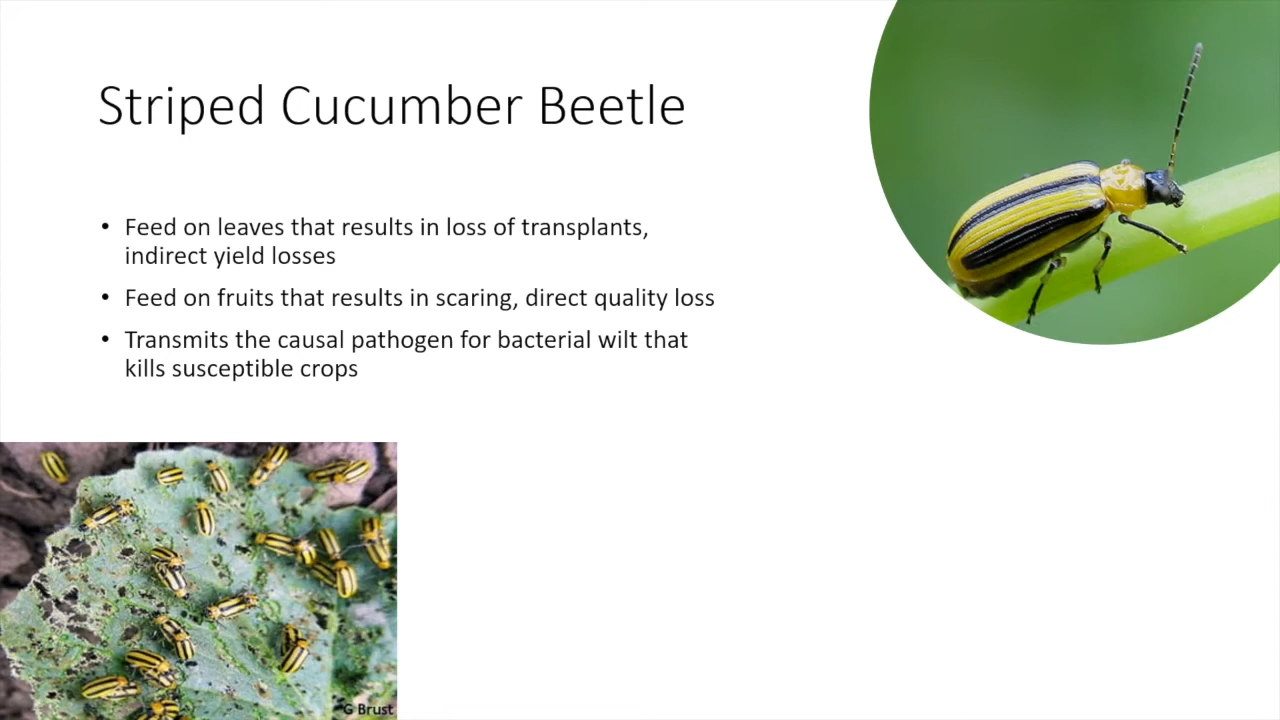 Striped Cucumber Beetle
• Feed on leaves that results in loss of transplants,
indirect yield losses
• Feed on fruits that results in scaring, direct quality loss
• Transmits the causal pathogen for bacterial wilt that
kills susceptible crops
G Brust